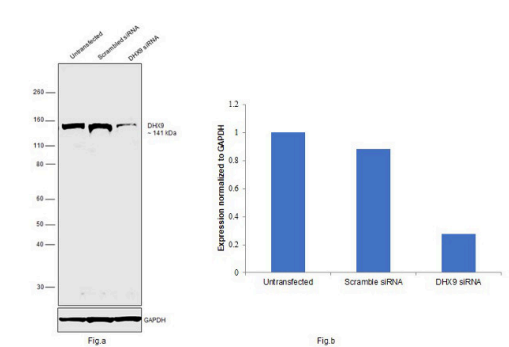 Untransfected
Scrambled siRNA
DHX9 siRNA
260
160
110
80
60
50
40
30
DHX9
~ 141 kDa
GAPDH
Fig.a
Expression normalized to GAPDH
1.2
1
0.8
0.6
0.4
0.2
0
Untransfected
Scramble siRNA
DHX9 siRNA
Fig.b